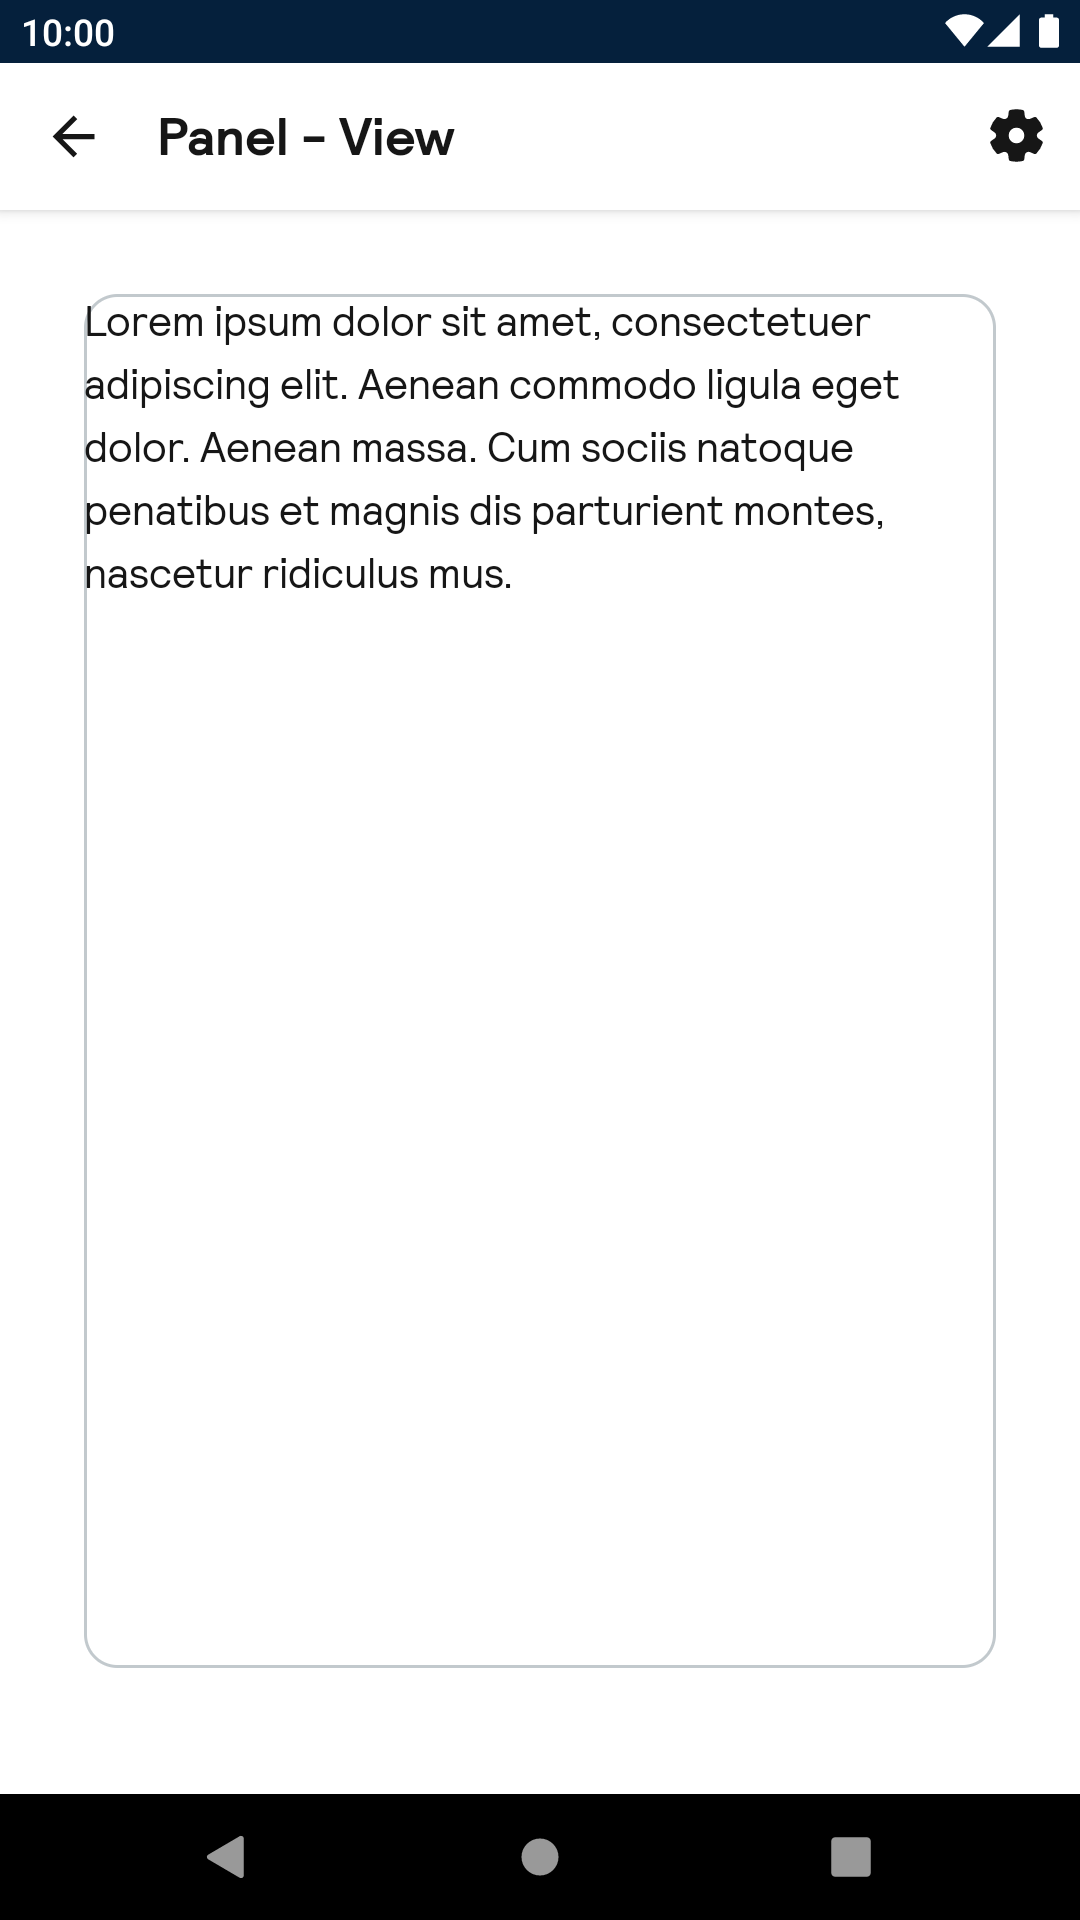 10:00
Panel - View
Lorem ipsum dolor sit amet, consectetuer
adipiscing elit. Aenean commodo ligula eget
dolor. Aenean massa. Cum sociis natoque
penatibus et magnis dis parturient montes,
nascetur ridiculus mus.